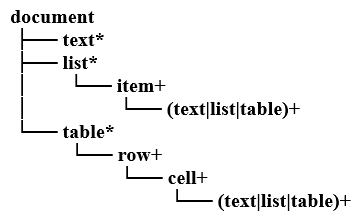 document
text*
list*
item+
(text|list|table)+
table*
row+
cell+
(text|list|table)+